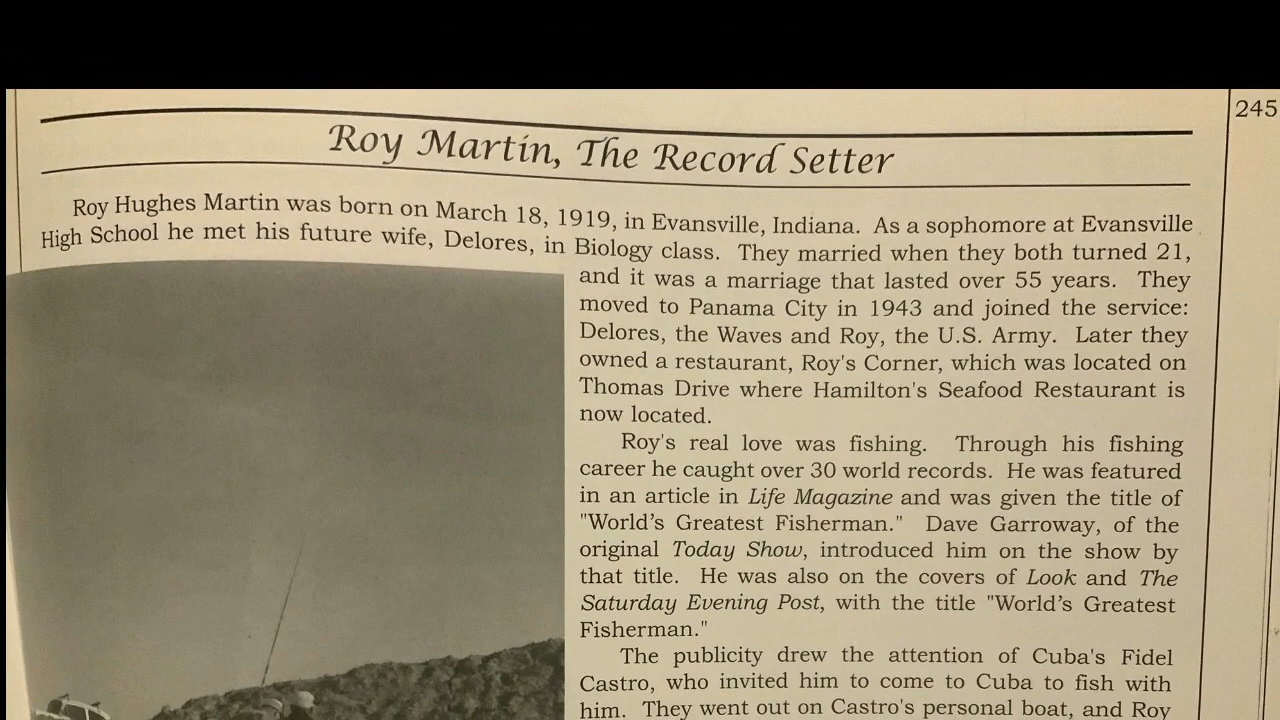 245
Roy Martin, The Record Setter
Roy Hughes Martin was born on March 18, 1919, in Evansville, Indiana. As a sophomore at Evansville
High School he met his future wife, Delores, in Biology class. They married when they both turned 21,
and it was a marriage that lasted over 55 years. They
moved to Panama City in 1943 and joined the service:
Delores, the Waves and Roy, the U.S. Army. Later they
owned a restaurant, Roy's Corner, which was located on
Thomas Drive where Hamilton's Seafood Restaurant is
now located.
Roy's real love was fishing. Through his fishing
career he caught over 30 world records. He was featured
in an article in Life Magazine and was given the title of
"World's Greatest Fisherman." Dave Garroway, of the
original Today Show, introduced him on the show by
that title. He was also on the covers of Look and The
Saturday Evening Post, with the title "World's Greatest
Fisherman."
The publicity drew the attention of Cuba's Fidel
Castro, who invited him to come to Cuba to fish with
him. They went out on Castro's personal boat, and Roy